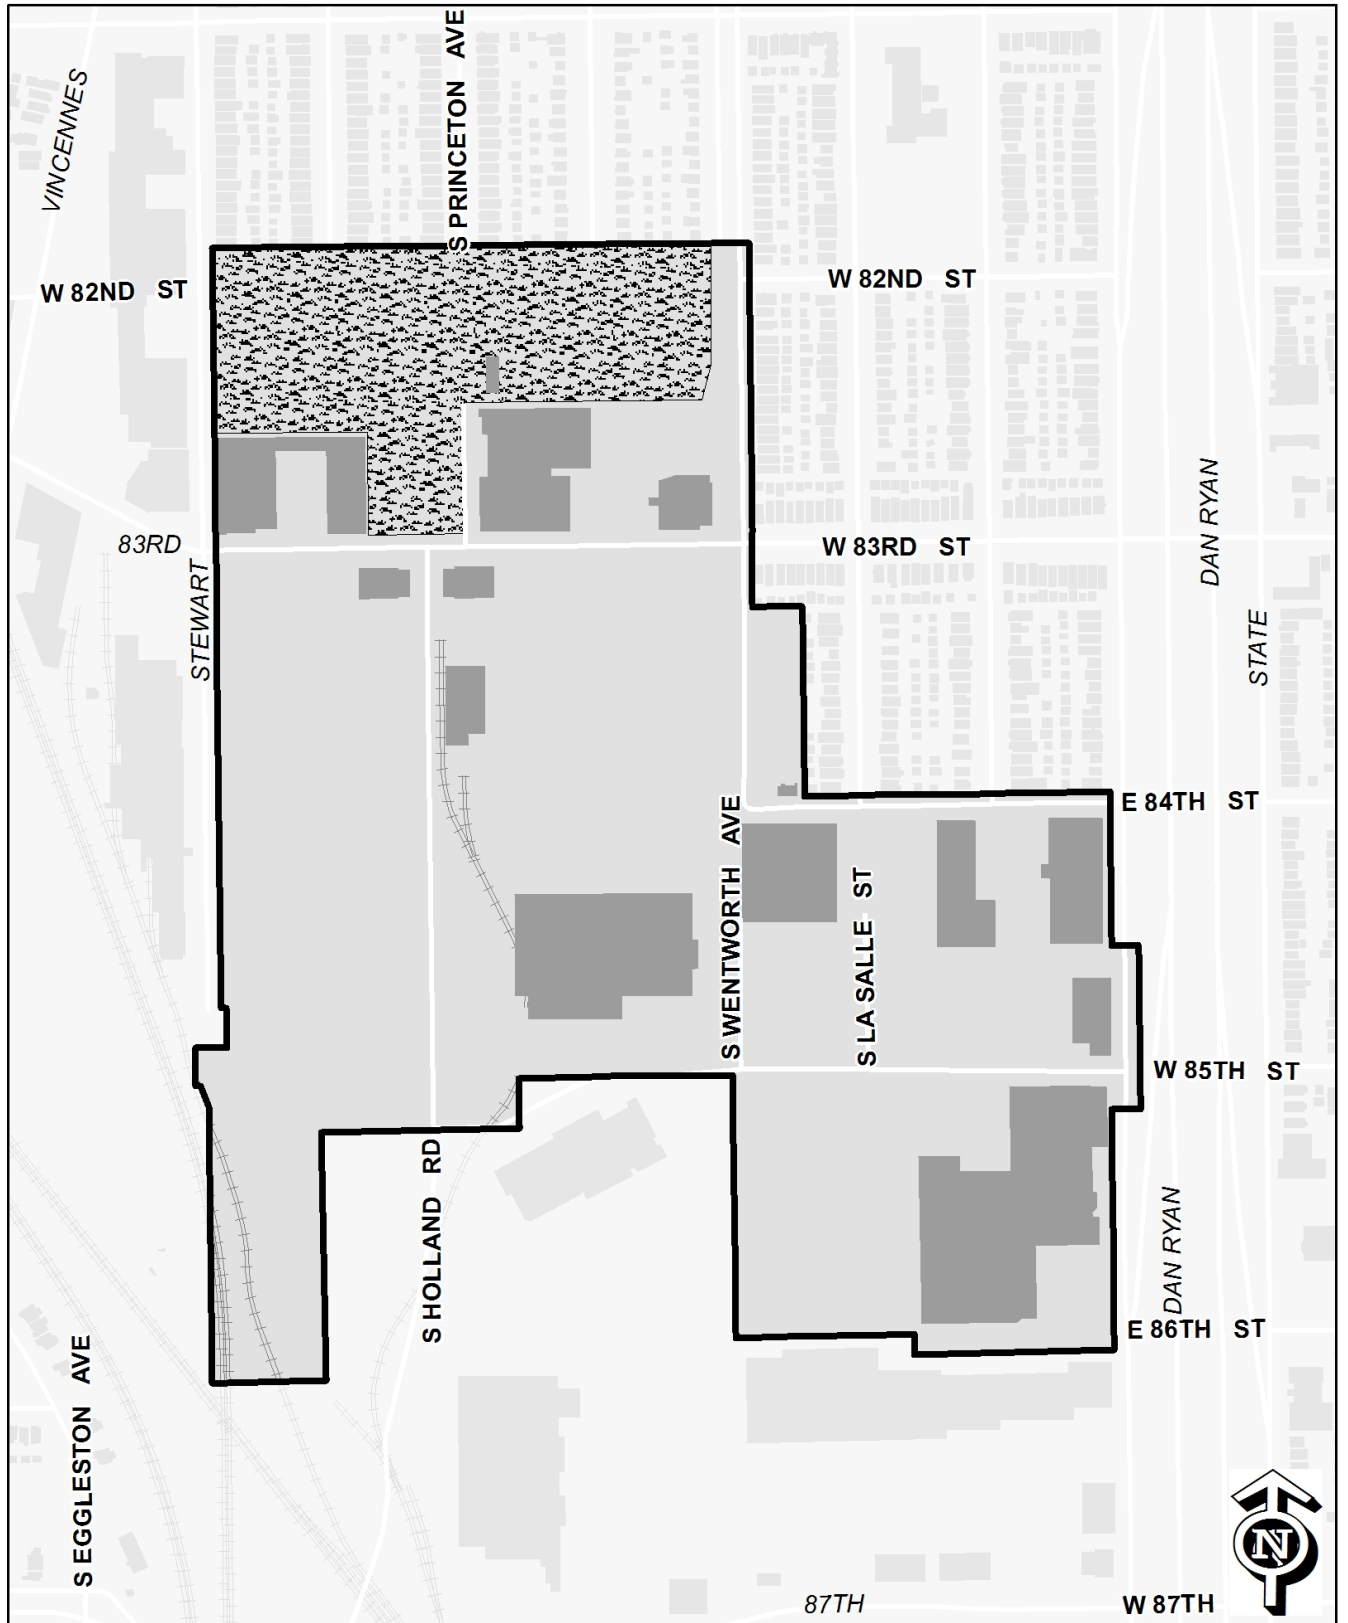 S PRINCETON AVE
VINCENNES
W 82ND ST
W 82ND ST
83RD
W 83RD ST
DAN RYAN
STEWART
STATE
E 84TH ST
S WENTWORTH AVE
S LA SALLE ST
W 85TH ST
S HOLLAND RD
DAN RYAN
E 86TH ST
S EGGLESTON AVE
N
87TH
W 87TH